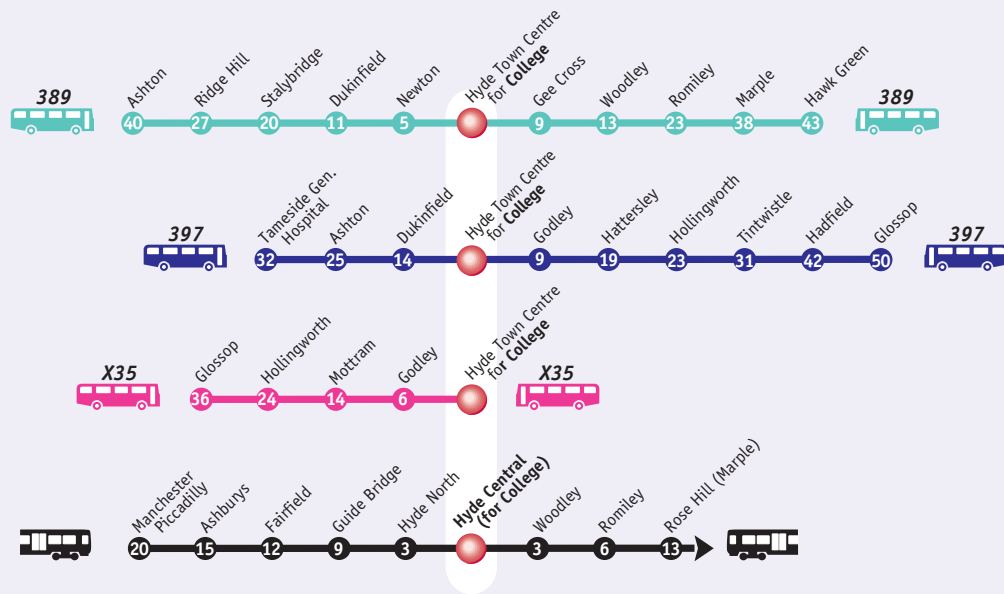 389
Ashton
Ridge Hill
Stalybridge
Dukinfield
Newton
Hyde Town Centre
for College
Gee Cross
Woodley
Romiley
Marple
Hawk Green
389
40
27
20
11
5
9
13
23
38
43
397
Tameside Gen.
Hospital
Ashton
Dukinfield
Hyde Town Centre
for College
Godley
Hattersley
Hollingworth
Tintwistle
Hadfield
Glossop
397
32
25
14
9
19
23
31
42
50
X35
Glossop
Hollingworth
Mottram
Godley
Hyde Town Centre
for College
X35
36
24
14
6
Manchester
Piccadilly
Ashburys
Fairfield
Guide Bridge
Hyde North
Hyde Central
(for College)
Woodley
Romiley
Rose Hill (Marple)
20
15
12
9
3
3
6
13